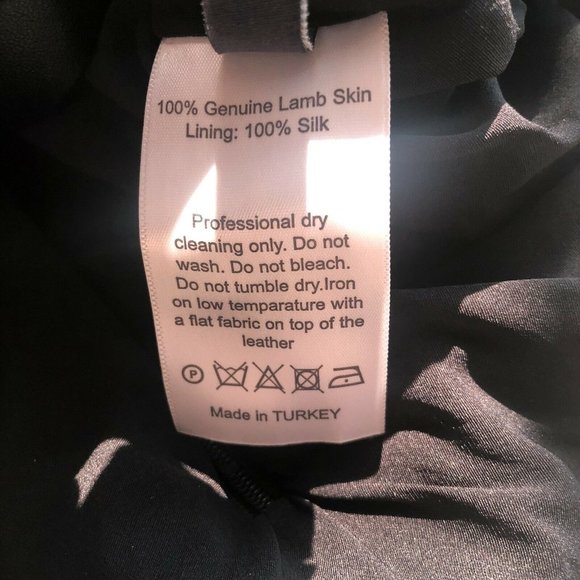 100% Genuine Lamb Skin
Lining: 100% Silk
Professional dry
cleaning only. Do not
wash. Do not bleach.
Do not tumble dry.Iron
on low temparature with
a flat fabric on top of the
leather
P
Made in TURKEY